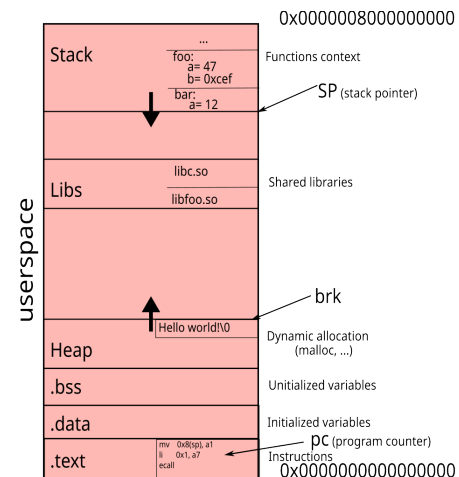 0x0000008000000000
Stack
...
foo:
a= 47
b= 0xcef
bar:
a= 12
Functions context
SP (stack pointer)
Libs
libc.so
libfoo.so
Shared libraries
userspace
brk
Hello world!\0
Heap
Dynamic allocation
(malloc, ...)
.bss
Unitialized variables
.data
Initialized variables
pc (program counter)
.text
mv 0x8(sp), a1
li 0x1, a7
ecall
Instructions
0x0000000000000000